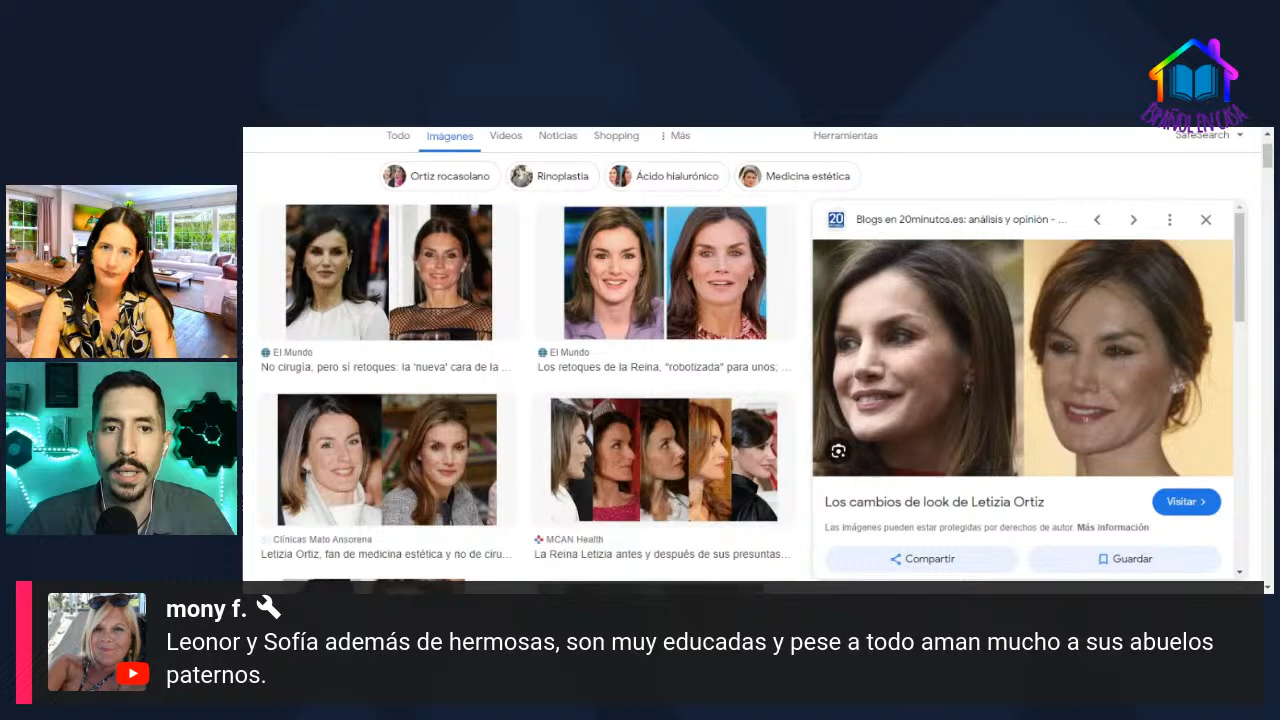 ESPAÑOL EN CASA
Todo Imágenes Videos Noticias Shopping Más Herramientas SafeSearch
Ortiz rocasolano Rinoplastia Ácido hialurónico Medicina estética
20 Blogs en 20minutos.es: análisis y opinión - ...
El Mundo
No cirugía, pero sí retoques: la 'nueva' cara de la ...
El Mundo
Los retoques de la Reina, "robotizada" para unos; ...
Los cambios de look de Letizia Ortiz
Visitar
Las imágenes pueden estar protegidas por derechos de autor. Más información
Clínicas Mato Ansorena
Letizia Ortiz, fan de medicina estética y no de ciru...
MCAN Health
La Reina Letizia antes y después de sus presuntas...
Compartir Guardar
mony f.
Leonor y Sofía además de hermosas, son muy educadas y pese a todo aman mucho a sus abuelos
paternos.